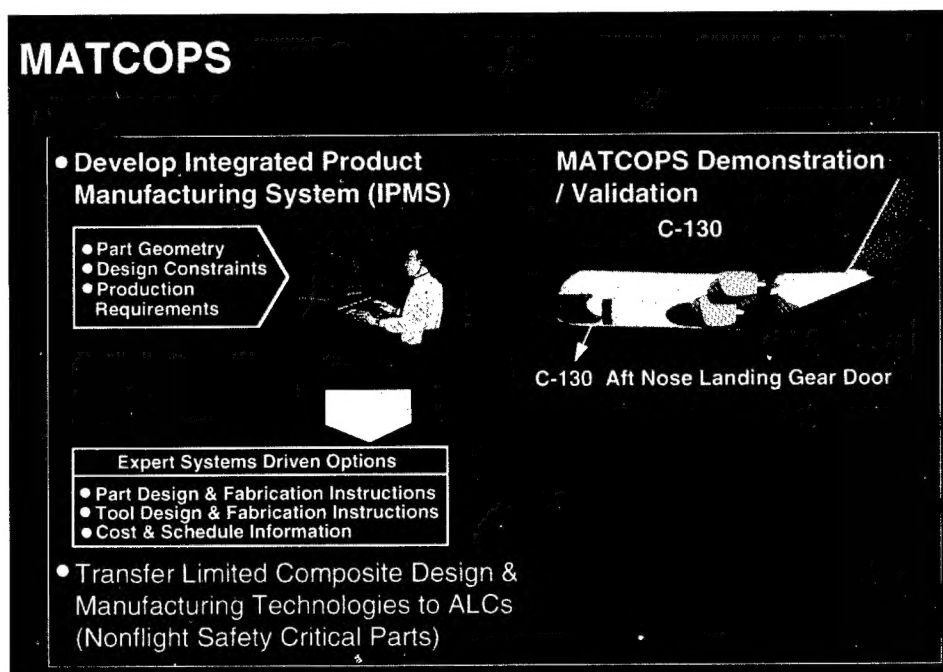 MATCOPS
• Develop Integrated Product
Manufacturing System (IPMS)
• Part Geometry
• Design Constraints
• Production
Requirements
Expert Systems Driven Options
• Part Design & Fabrication Instructions
• Tool Design & Fabrication Instructions
• Cost & Schedule Information
• Transfer Limited Composite Design &
Manufacturing Technologies to ALCs
(Nonflight Safety Critical Parts)
MATCOPS Demonstration
/ Validation
C-130
C-130 Aft Nose Landing Gear Door